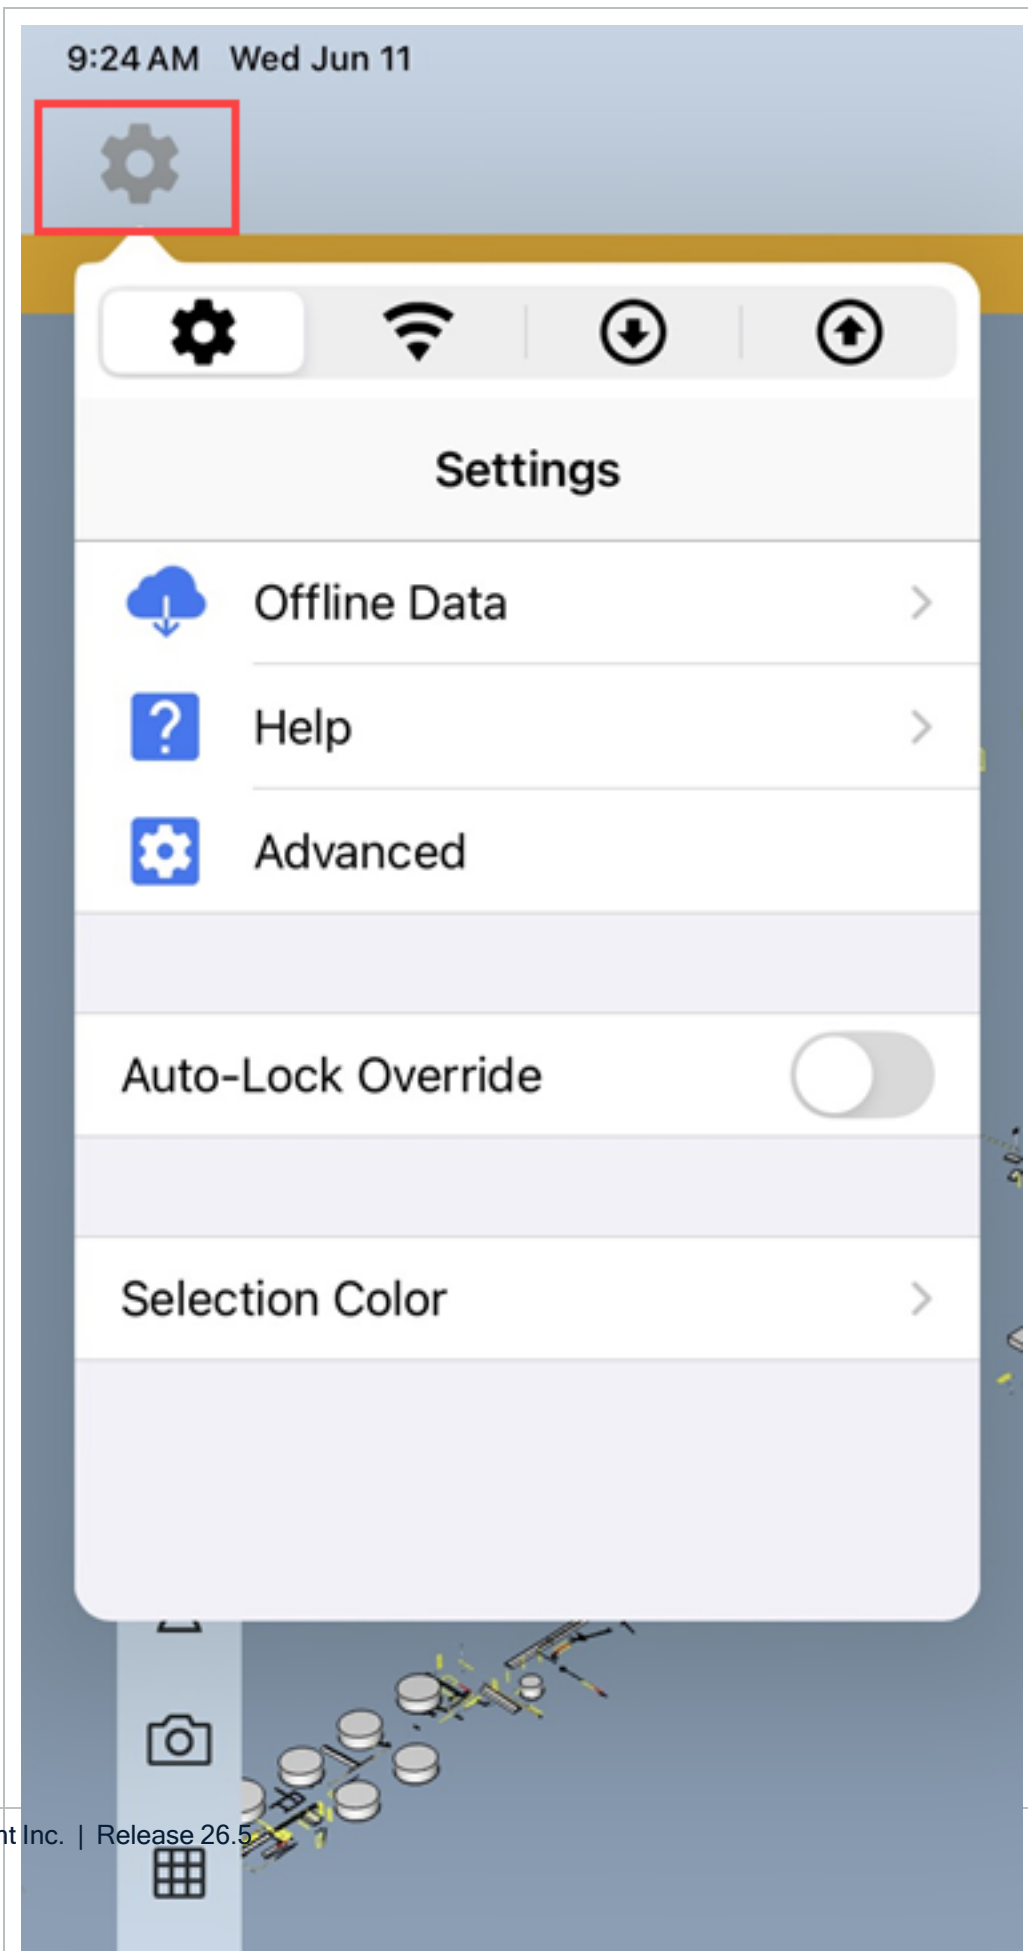 9:24 AM Wed Jun 11
Settings
Offline Data
Help
Advanced
Auto-Lock Override
Selection Color
Inc. | Release 26.5